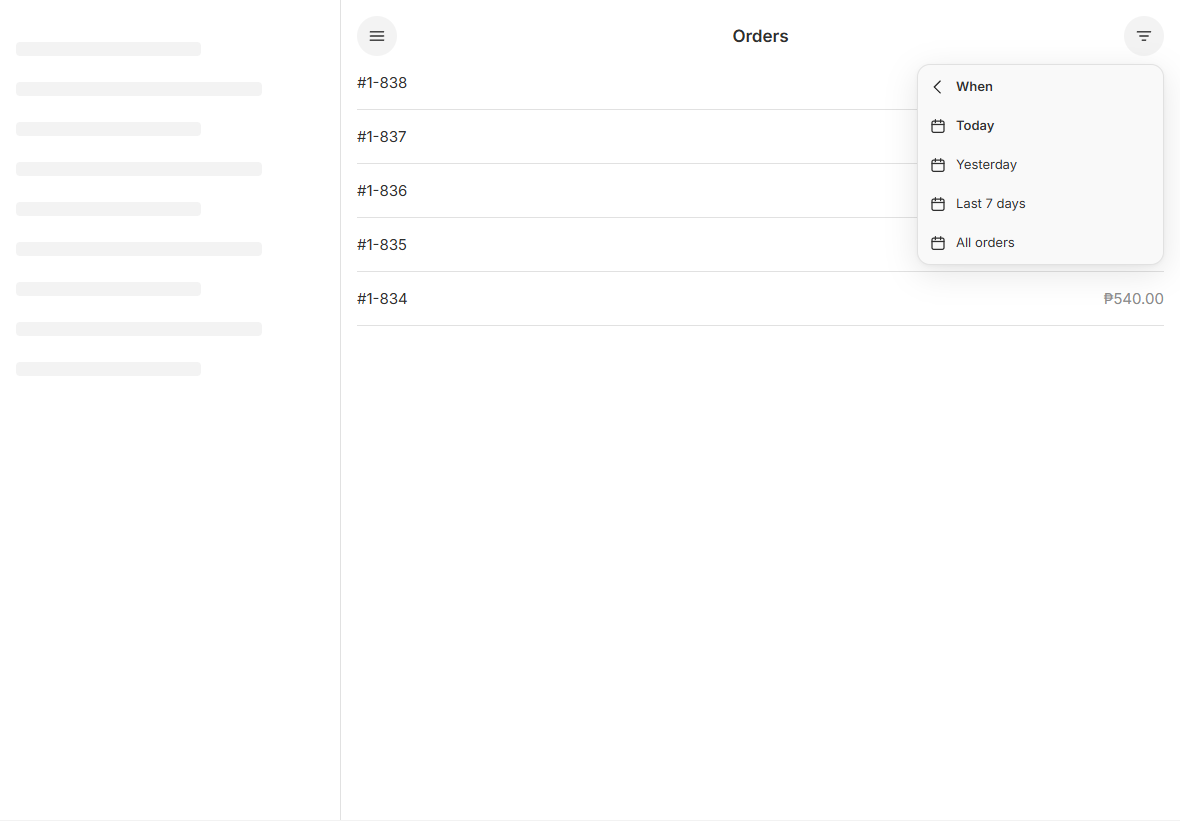 Orders
#1-838
When
Today
#1-837
Yesterday
#1-836
Last 7 days
#1-835
All orders
#1-834 ₱540.00